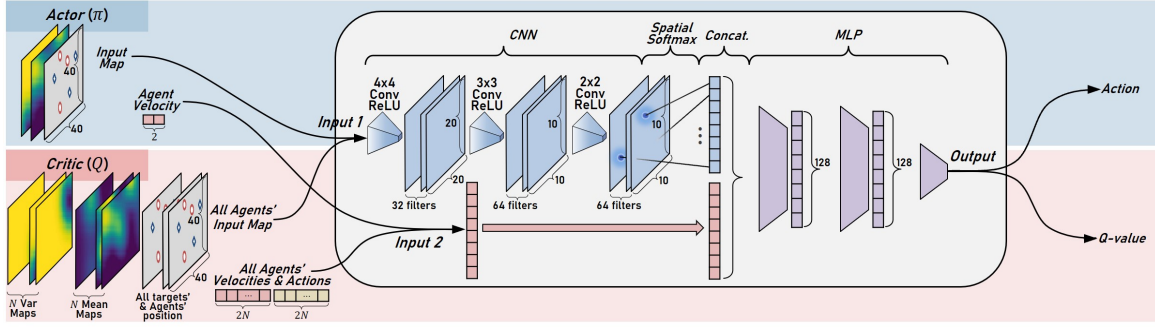 Actor (π)
Input
Map
40
40
Agent
Velocity
2
Critic (Q)
All Agents'
Input Map
40
40
N Var
Maps
N Mean
Maps
All targets'
& Agents'
position
All Agents'
Velocities & Actions
...
...
2N
2N
Input 1
Input 2
CNN
Spatial
Softmax
Concat.
MLP
4x4
Conv
ReLU
20
20
32 filters
3x3
Conv
ReLU
10
10
64 filters
2x2
Conv
ReLU
10
10
64 filters
128
128
Output
Action
Q-value